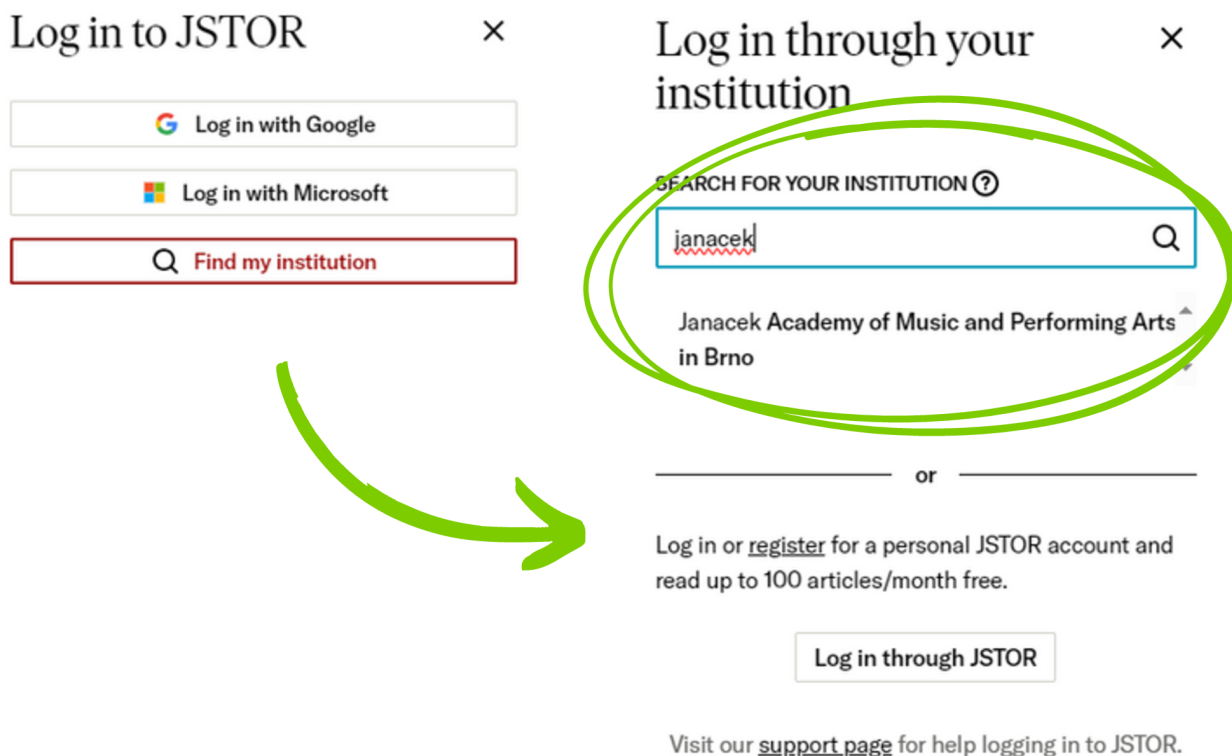 Log in to JSTOR
Log in with Google
Log in with Microsoft
Find my institution
Log in through your
institution
SEARCH FOR YOUR INSTITUTION ?
janacek
Janacek Academy of Music and Performing Arts
in Brno
or
Log in or register for a personal JSTOR account and
read up to 100 articles/month free.
Log in through JSTOR
Visit our support page for help logging in to JSTOR.